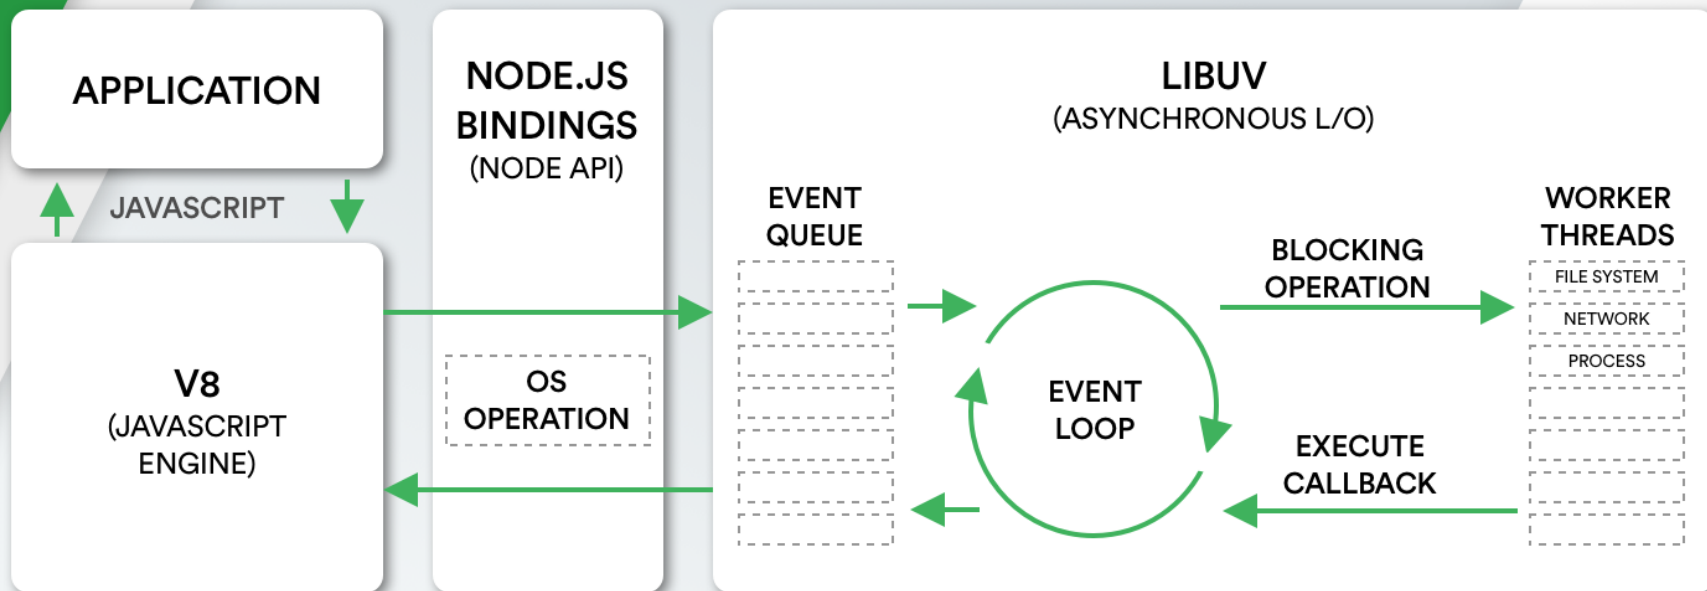 APPLICATION
JAVASCRIPT
V8
(JAVASCRIPT
ENGINE)
NODE.JS
BINDINGS
(NODE API)
OS
OPERATION
LIBUV
(ASYNCHRONOUS L/O)
EVENT
QUEUE
EVENT
LOOP
BLOCKING
OPERATION
EXECUTE
CALLBACK
WORKER
THREADS
FILE SYSTEM
NETWORK
PROCESS